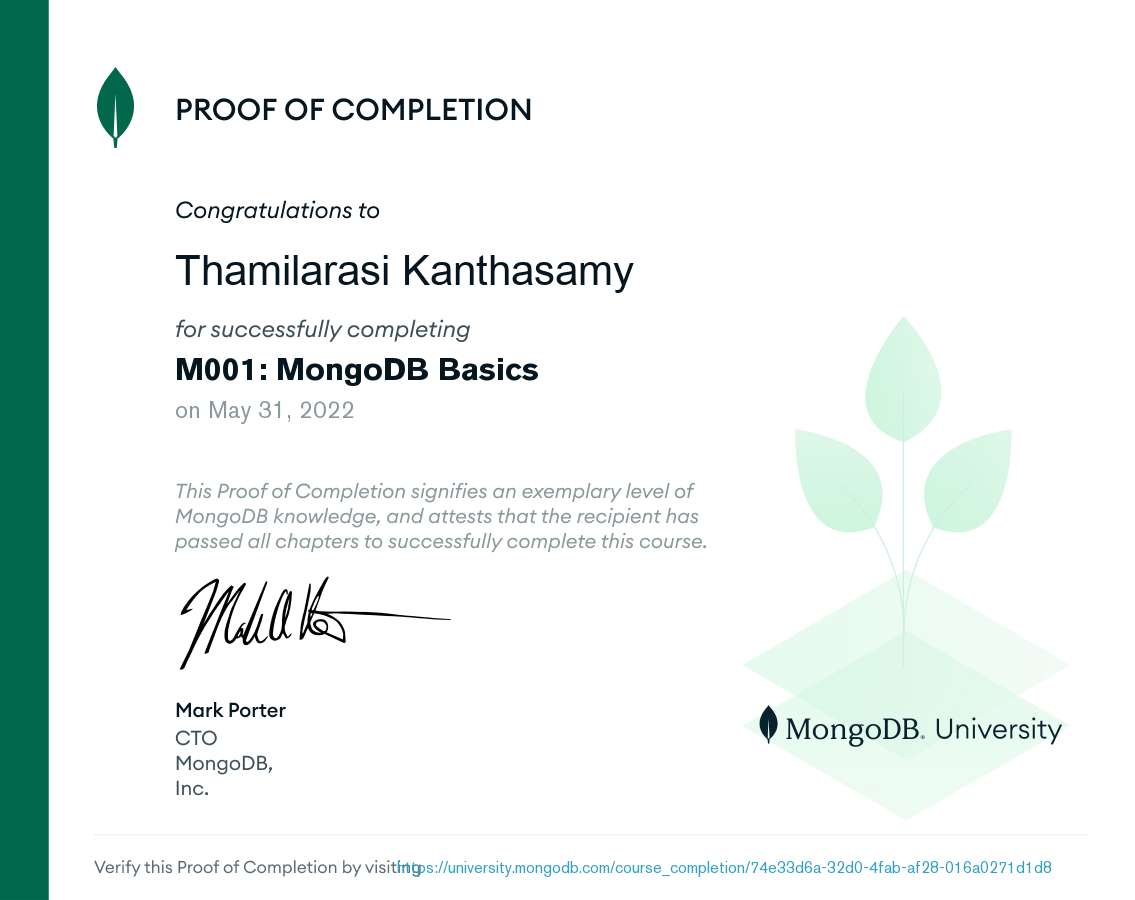 PROOF OF COMPLETION
Congratulations to
Thamilarasi Kanthasamy
for successfully completing
M001: MongoDB Basics
on May 31, 2022
This Proof of Completion signifies an exemplary level of
MongoDB knowledge, and attests that the recipient has
passed all chapters to successfully complete this course.
Mark Porter
CTO
MongoDB,
Inc.
MongoDB. University
Verify this Proof of Completion by visiting https://university.mongodb.com/course_completion/74e33d6a-32d0-4fab-af28-016a0271d1d8